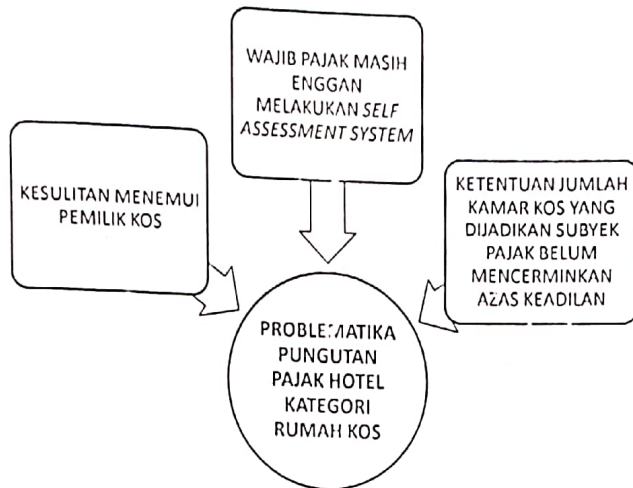 WAJIB PAJAK MASIH
ENGGAN
MELAKUKAN SELF
ASSESSMENT SYSTEM
KESULITAN MENEMUI
PEMILIK KOS
KETENTUAN JUMLAH
KAMAR KOS YANG
DIJADIKAN SUBYEK
PAJAK BELUM
MENCERMINKAN
AZAS KEADILAN
PROBLEMATIKA
PUNGUTAN
PAJAK HOTEL
KATEGORI
RUMAH KOS